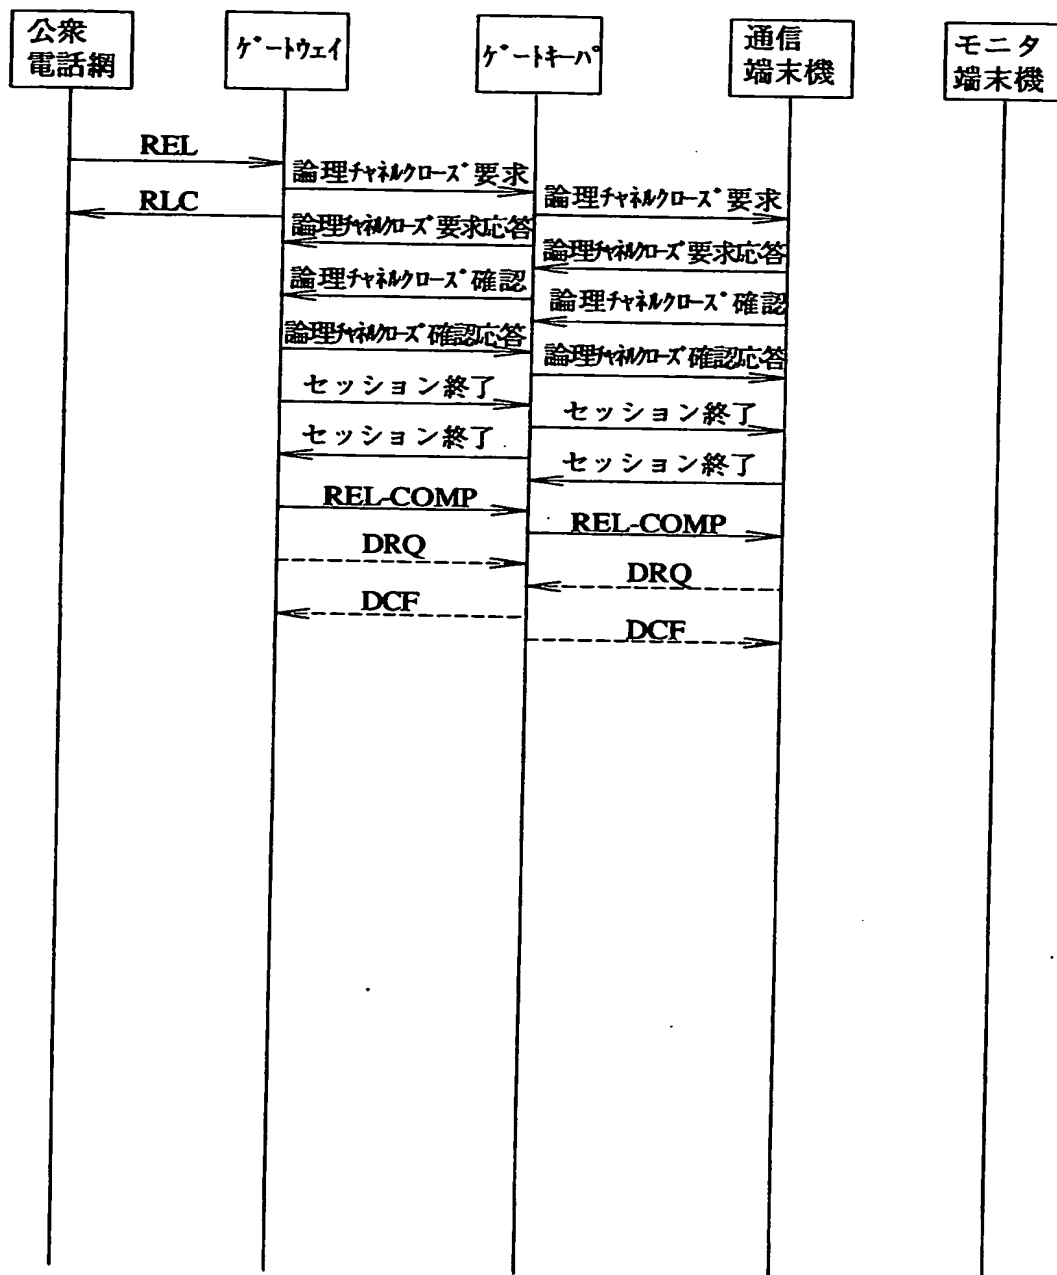 公衆
電話網
ゲートウェイ
ゲートキーパ
通信
端末機
モニタ
端末機
REL
論理チャネルクローズ要求
論理チャネルクローズ要求
RLC
論理チャネルクローズ要求応答
論理チャネルクローズ要求応答
論理チャネルクローズ確認
論理チャネルクローズ確認
論理チャネルクローズ確認応答
論理チャネルクローズ確認応答
セッション終了
セッション終了
セッション終了
セッション終了
REL-COMP
REL-COMP
DRQ
DRQ
DCF
DCF